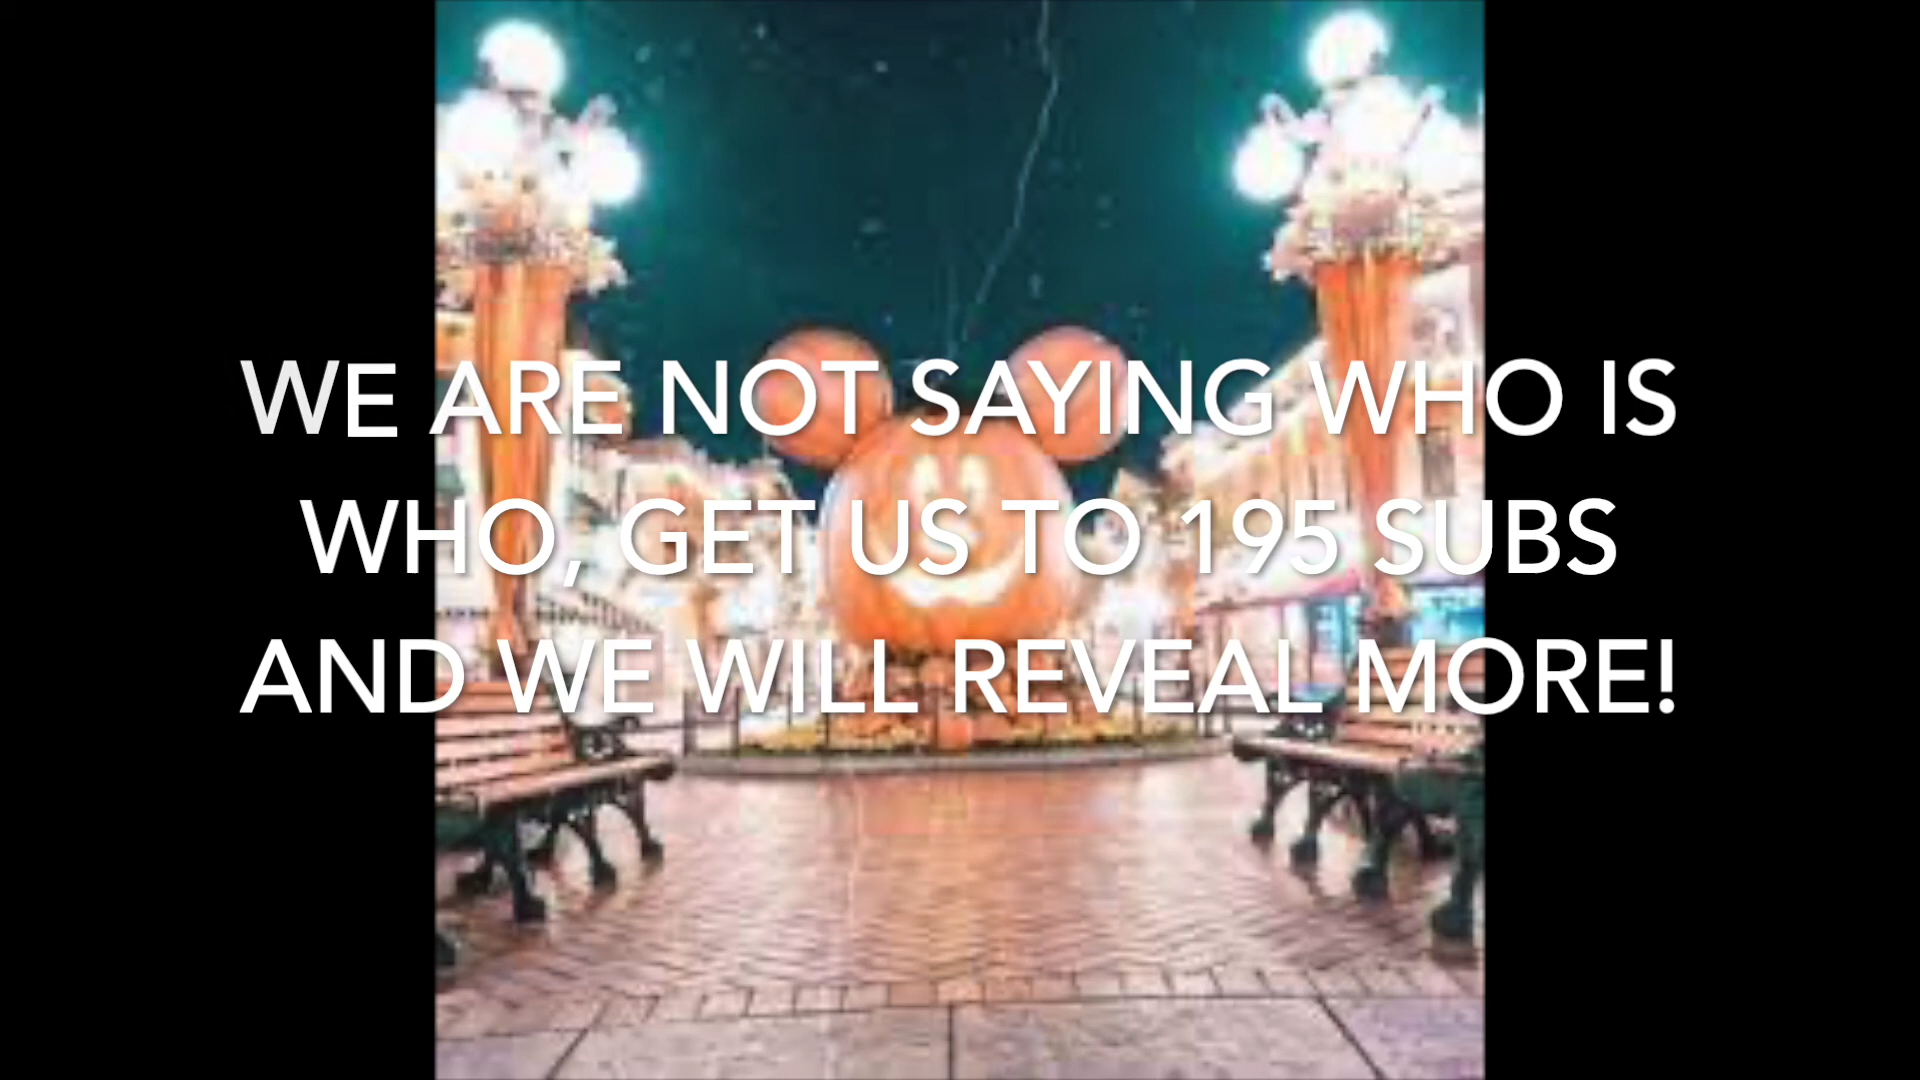 WE ARE NOT SAYING WHO IS
WHO, GET US TO 195 SUBS
AND WE WILL REVEAL MORE!